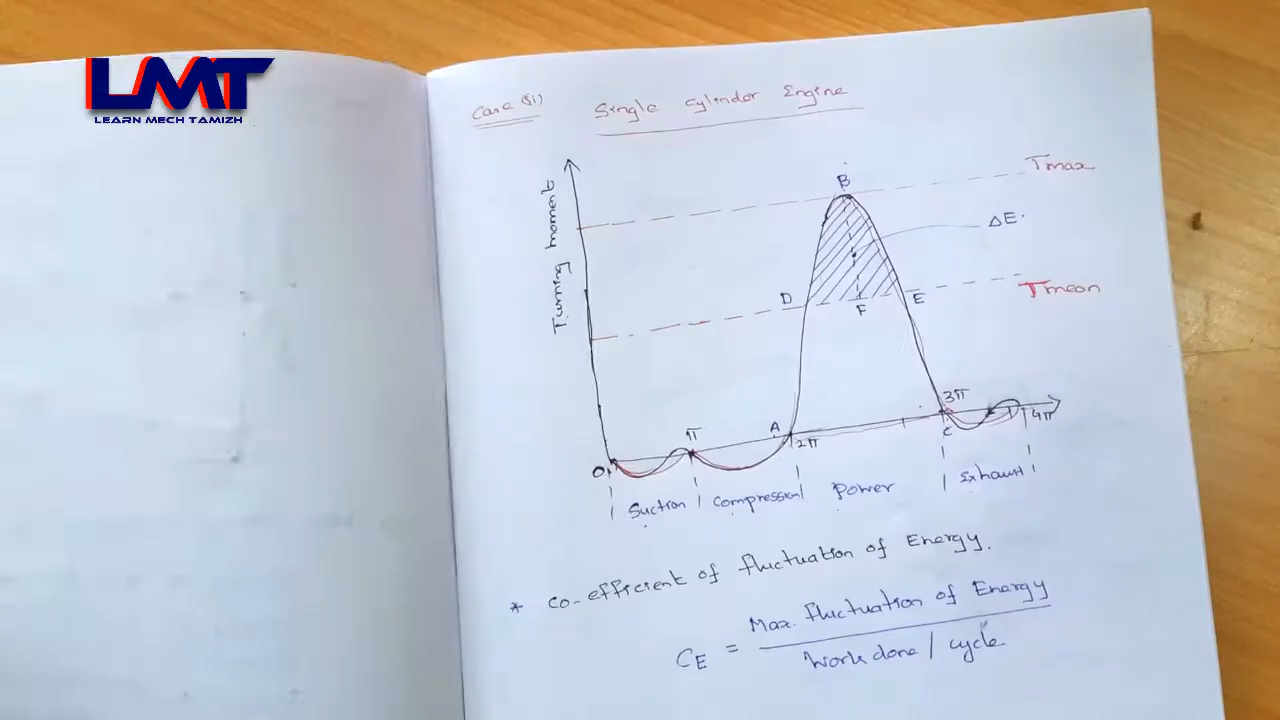 LMT
LEARN MECH TAMIZH
Case (ii) Single cylinder Engine
Turning moment
Tmax
B
ΔE
Tmean
D
F
E
3π
A
π
2π
C
4π
O
Suction
Compression
Power
Exhaust
* Co-efficient of fluctuation of Energy.
CE = Max. fluctuation of Energy
Work done / cycle